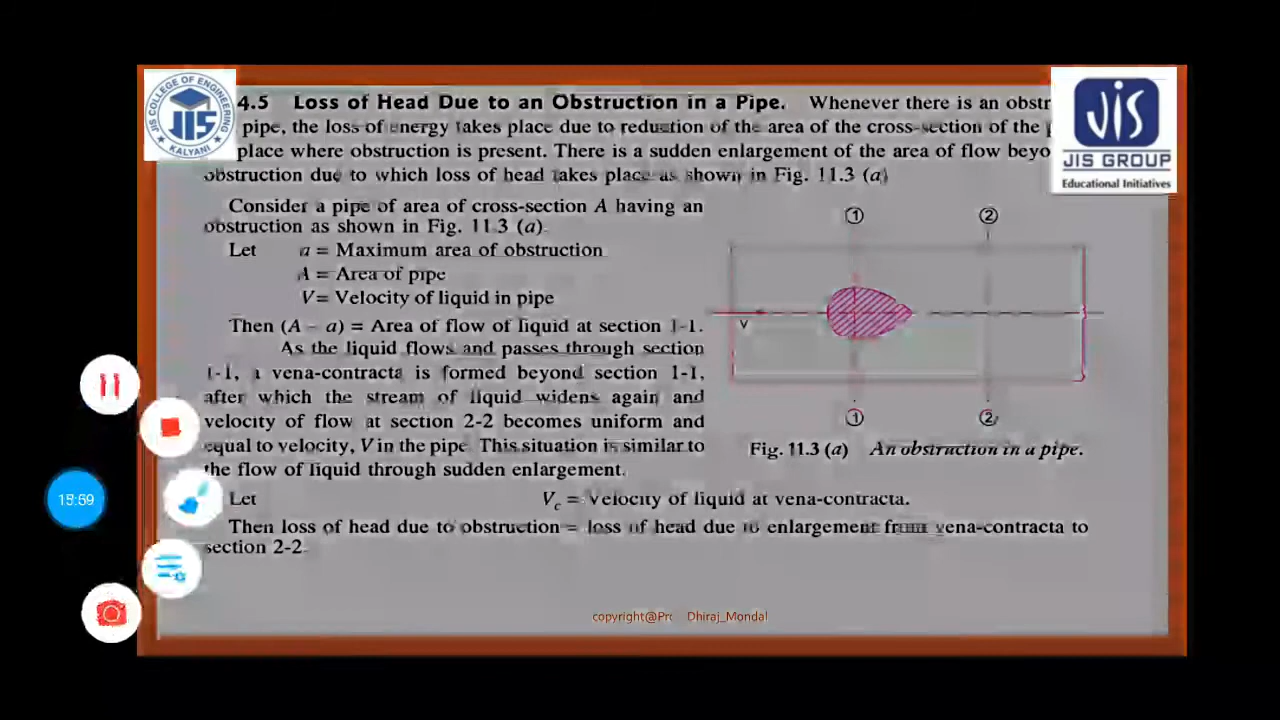 4.5 Loss of Head Due to an Obstruction in a Pipe. Whenever there is an obstr
pipe, the loss of energy takes place due to reduction of the area of the cross-section of the p
place where obstruction is present. There is a sudden enlargement of the area of flow beyo
obstruction due to which loss of head takes place as shown in Fig. 11.3 (a)
Consider a pipe of area of cross-section A having an
obstruction as shown in Fig. 11.3 (a).
Let a = Maximum area of obstruction
A = Area of pipe
V = Velocity of liquid in pipe
Then (A – a) = Area of flow of liquid at section 1-1.
As the liquid flows and passes through section
1-1, a vena-contracta is formed beyond section 1-1,
after which the stream of liquid widens again and
velocity of flow at section 2-2 becomes uniform and
equal to velocity, V in the pipe. This situation is similar to
the flow of liquid through sudden enlargement.
① ②
V
① ②
Fig. 11.3 (a) An obstruction in a pipe.
Let Vc = Velocity of liquid at vena-contracta.
Then loss of head due to obstruction = loss of head due to enlargement from vena-contracta to
section 2-2.
copyright@Pr Dhiraj_Mondal
JIS COLLEGE OF ENGINEERING
JIS
KALYANI
JIS
JIS GROUP
Educational Initiatives